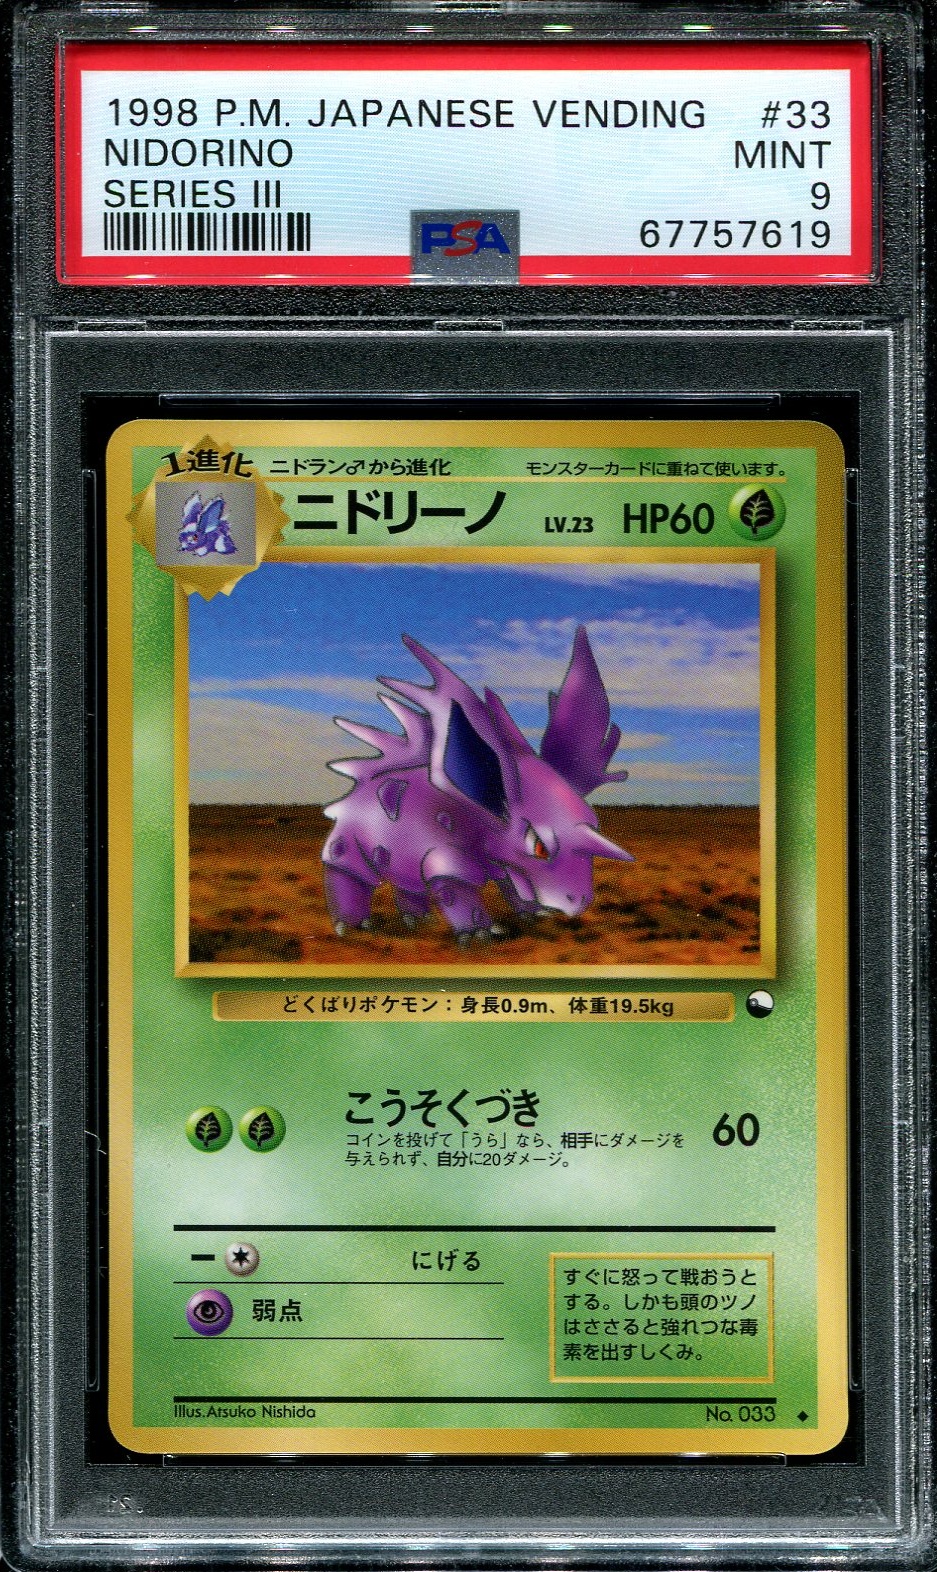 1998 P.M. JAPANESE VENDING #33
NIDORINO MINT
SERIES III 9
PSA 67757619
1進化 ニドラン♂から進化 モンスターカードに重ねて使います。
ニドリーノ LV.23 HP60
どくばりポケモン：身長0.9m、体重19.5kg
こうそくづき 60
コインを投げて「うら」なら、相手にダメージを
与えられず、自分に20ダメージ。
ー にげる
弱点
すぐに怒って戦おうと
する。しかも頭のツノ
はささると強れつな毒
素を出すしくみ。
Illus.Atsuko Nishida No. 033